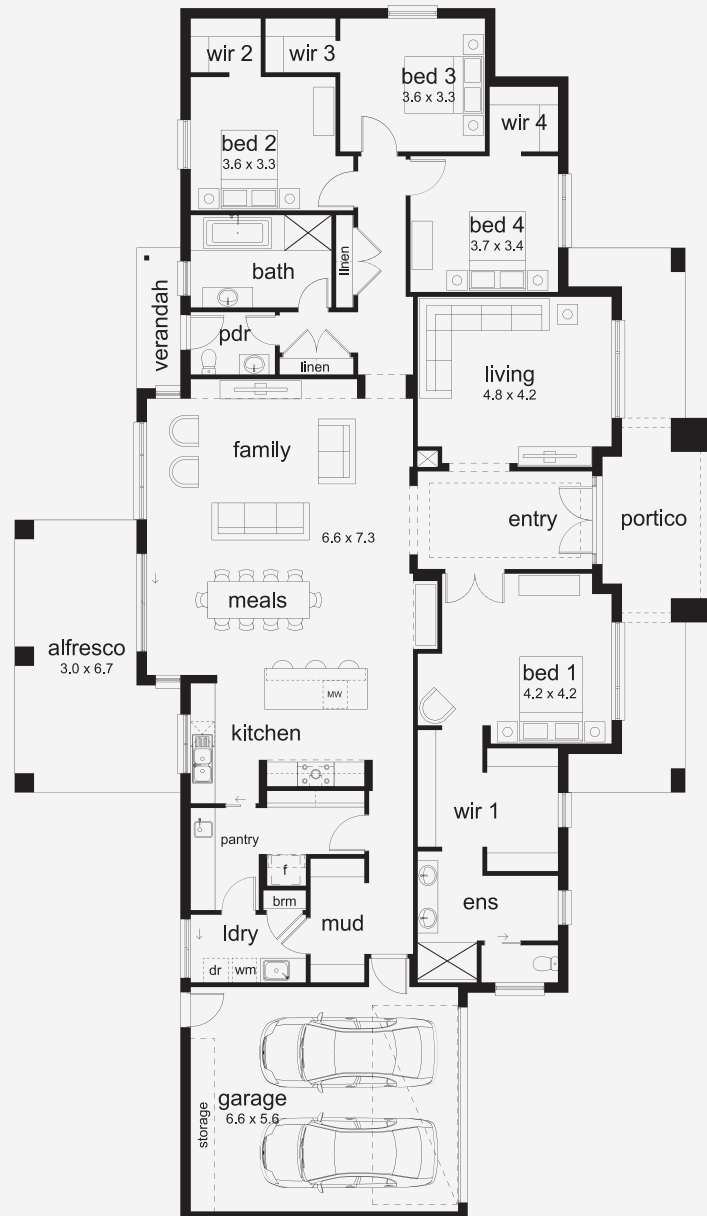 wir 2
wir 3
bed 3
3.6 x 3.3
wir 4
bed 2
3.6 x 3.3
bed 4
3.7 x 3.4
linen
bath
verandah
pdr
linen
living
4.8 x 4.2
family
entry
portico
6.6 x 7.3
meals
alfresco
3.0 x 6.7
bed 1
4.2 x 4.2
MW
kitchen
wir 1
pantry
f
brm
ens
ldry
mud
dr
wm
garage
6.6 x 5.6
storage